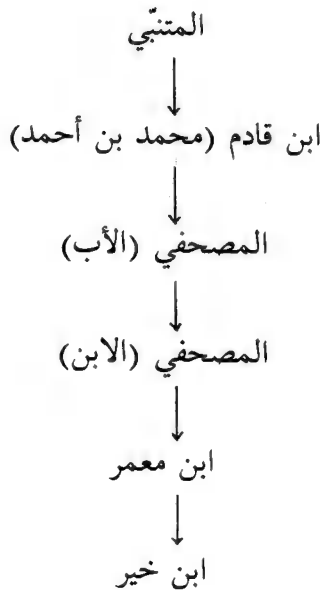 المتنبّي
ابن قادم (محمد بن أحمد)
المصحفي (الأب)
المصحفي (الابن)
ابن معمر
ابن خير